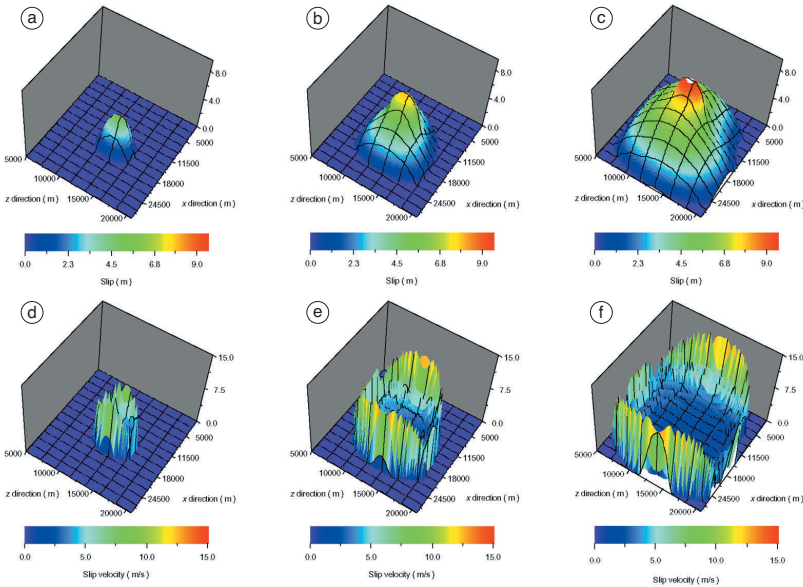 a
8.0
4.0
0.0
5000
11500
18000
24500
5000
10000
15000
20000
z direction ( m )
x direction ( m )
0.0 2.3 4.5 6.8 9.0
Slip ( m )
b
8.0
4.0
0.0
5000
11500
18000
24500
5000
10000
15000
20000
z direction ( m )
x direction ( m )
0.0 2.3 4.5 6.8 9.0
Slip ( m )
c
8.0
4.0
0.0
5000
11500
18000
24500
5000
10000
15000
20000
z direction ( m )
x direction ( m )
0.0 2.3 4.5 6.8 9.0
Slip ( m )
d
15.0
7.5
0.0
5000
11500
18000
24500
5000
10000
15000
20000
z direction ( m )
x direction ( m )
0.0 5.0 10.0 15.0
Slip velocity ( m/s )
e
15.0
7.5
0.0
5000
11500
18000
24500
5000
10000
15000
20000
z direction ( m )
x direction ( m )
0.0 5.0 10.0 15.0
Slip velocity ( m/s )
f
15.0
7.5
0.0
5000
11500
18000
24500
5000
10000
15000
20000
z direction ( m )
x direction ( m )
0.0 5.0 10.0 15.0
Slip velocity ( m/s )